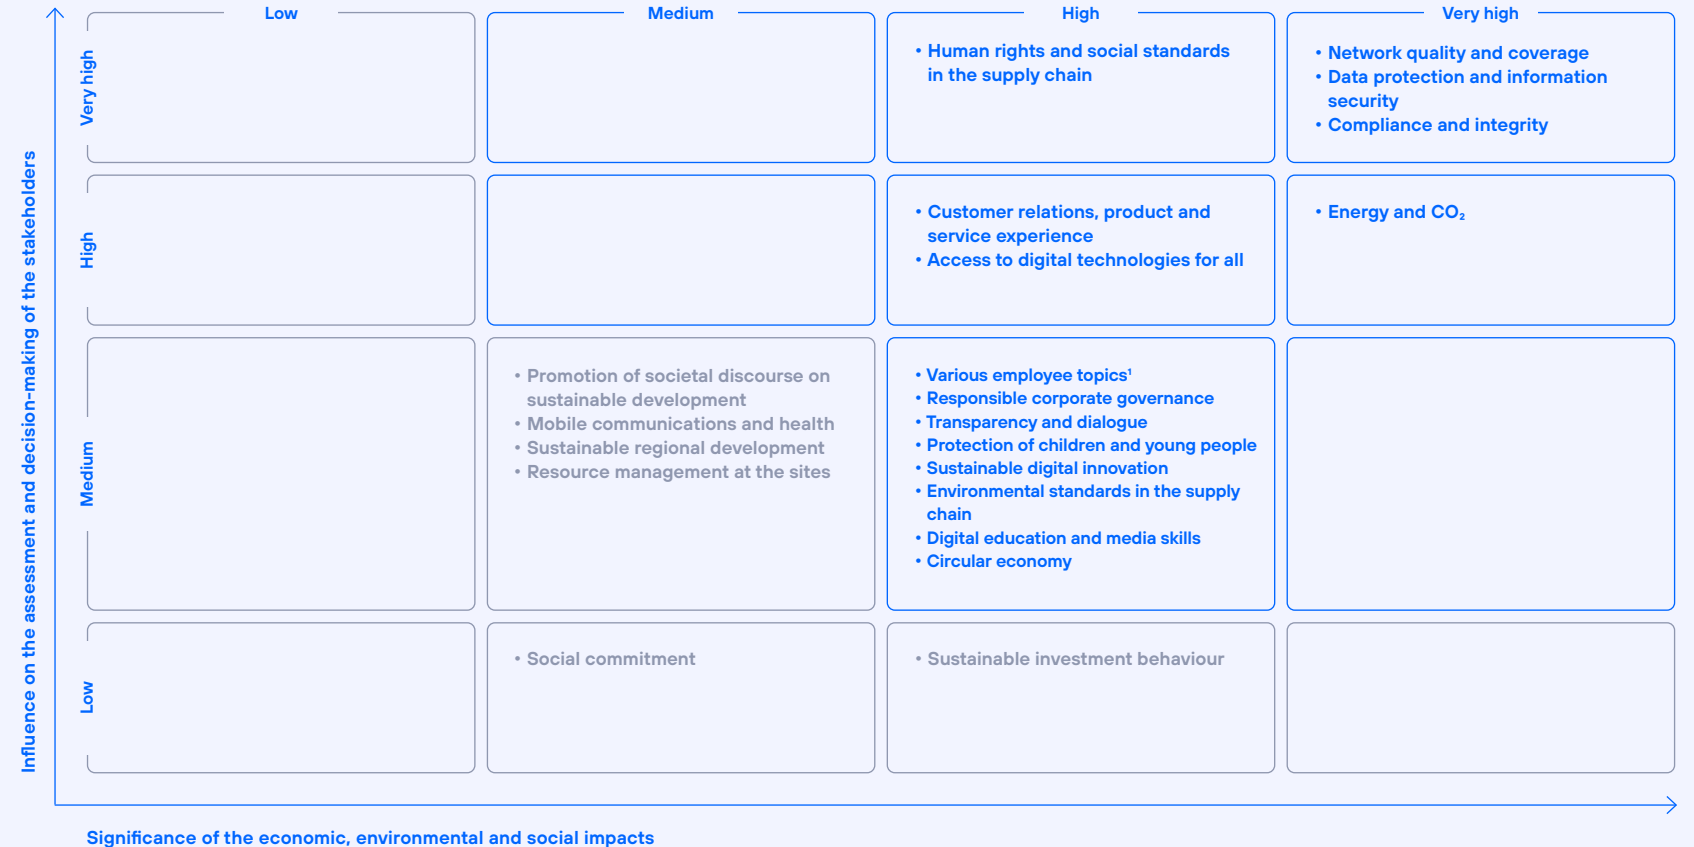 Low
Medium
High
Very high
Very high
• Human rights and social standards
in the supply chain
• Network quality and coverage
• Data protection and information
security
• Compliance and integrity
High
• Customer relations, product and
service experience
• Access to digital technologies for all
• Energy and CO₂
Medium
• Promotion of societal discourse on
sustainable development
• Mobile communications and health
• Sustainable regional development
• Resource management at the sites
• Various employee topics¹
• Responsible corporate governance
• Transparency and dialogue
• Protection of children and young people
• Sustainable digital innovation
• Environmental standards in the supply
chain
• Digital education and media skills
• Circular economy
Low
• Social commitment
• Sustainable investment behaviour
Influence on the assessment and decision-making of the stakeholders
Significance of the economic, environmental and social impacts